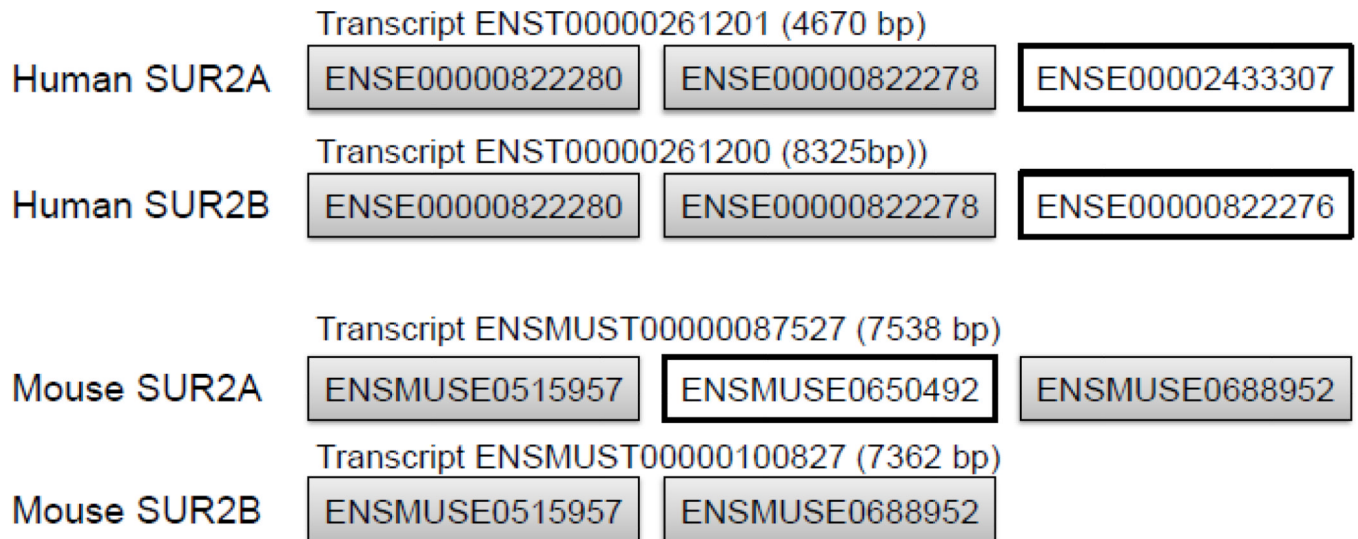 Transcript ENST00000261201 (4670 bp)
Human SUR2A ENSE00000822280 ENSE00000822278 ENSE00002433307
Transcript ENST00000261200 (8325bp))
Human SUR2B ENSE00000822280 ENSE00000822278 ENSE00000822276
Transcript ENSMUST00000087527 (7538 bp)
Mouse SUR2A ENSMUSE0515957 ENSMUSE0650492 ENSMUSE0688952
Transcript ENSMUST00000100827 (7362 bp)
Mouse SUR2B ENSMUSE0515957 ENSMUSE0688952